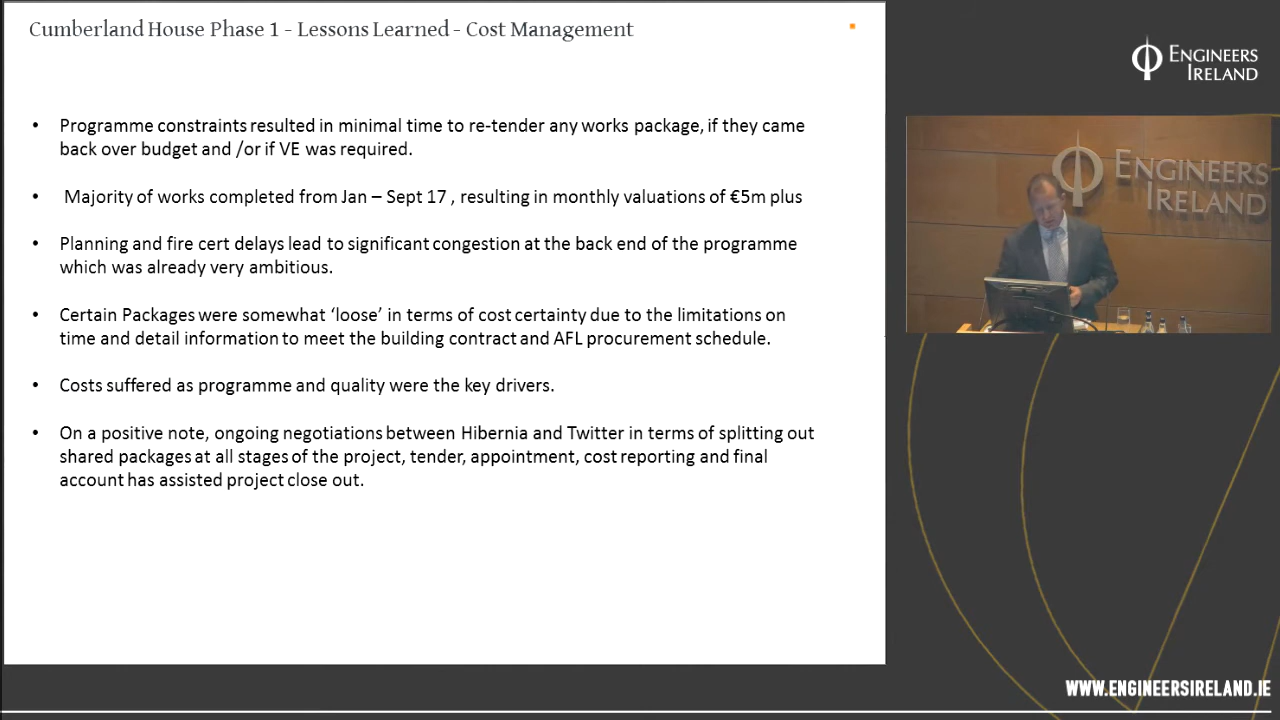 Cumberland House Phase 1 - Lessons Learned - Cost Management
• Programme constraints resulted in minimal time to re-tender any works package, if they came
back over budget and /or if VE was required.
• Majority of works completed from Jan – Sept 17 , resulting in monthly valuations of €5m plus
• Planning and fire cert delays lead to significant congestion at the back end of the programme
which was already very ambitious.
• Certain Packages were somewhat ‘loose’ in terms of cost certainty due to the limitations on
time and detail information to meet the building contract and AFL procurement schedule.
• Costs suffered as programme and quality were the key drivers.
• On a positive note, ongoing negotiations between Hibernia and Twitter in terms of splitting out
shared packages at all stages of the project, tender, appointment, cost reporting and final
account has assisted project close out.
ENGINEERS
IRELAND
ENGINEERS
IRELAND
WWW.ENGINEERSIRELAND.IE